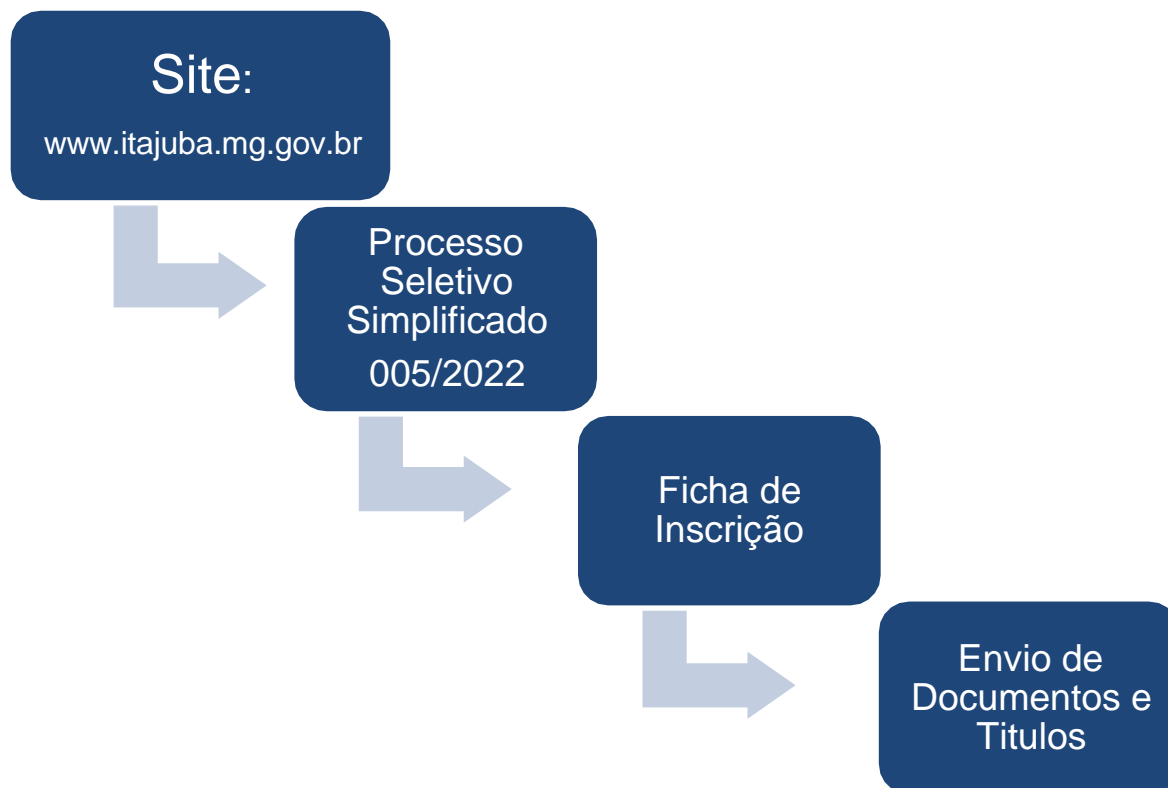 Site:
www.itajuba.mg.gov.br
Processo
Seletivo
Simplificado
005/2022
Ficha de
Inscrição
Envio de
Documentos e
Titulos